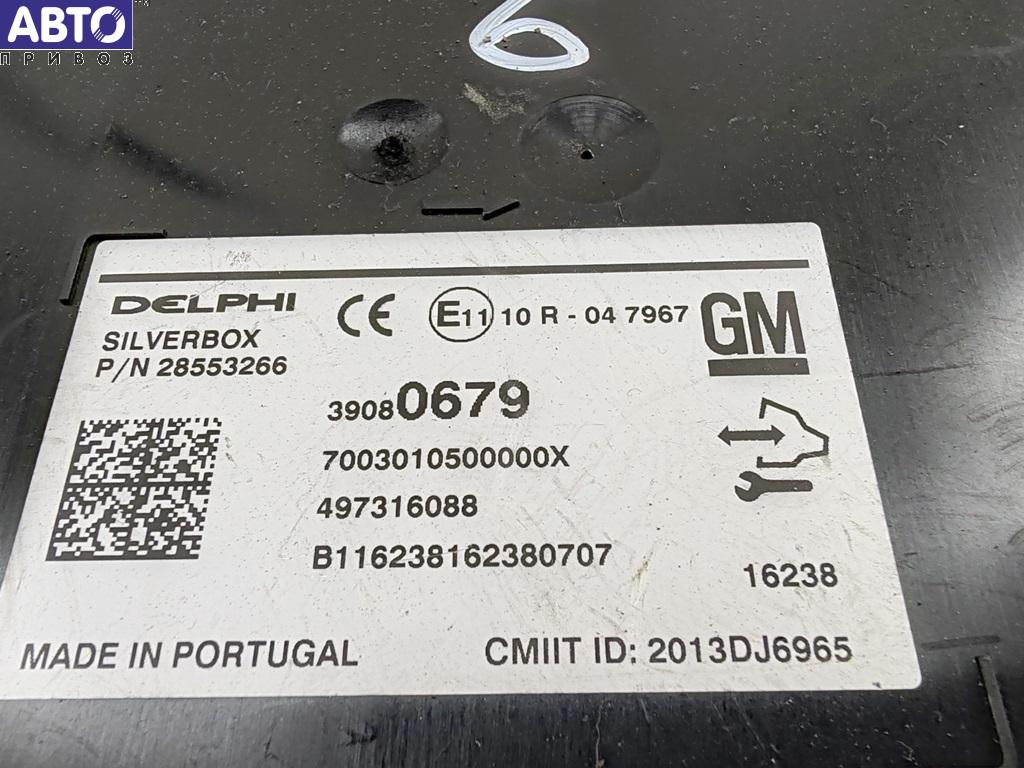 АВТО
ПРИВОЗ
6
DELPHI
SILVERBOX
P/N 28553266
CE
E11 10 R - 04 7967
GM
39080679
7003010500000X
497316088
B116238162380707
16238
MADE IN PORTUGAL
CMIIT ID: 2013DJ6965